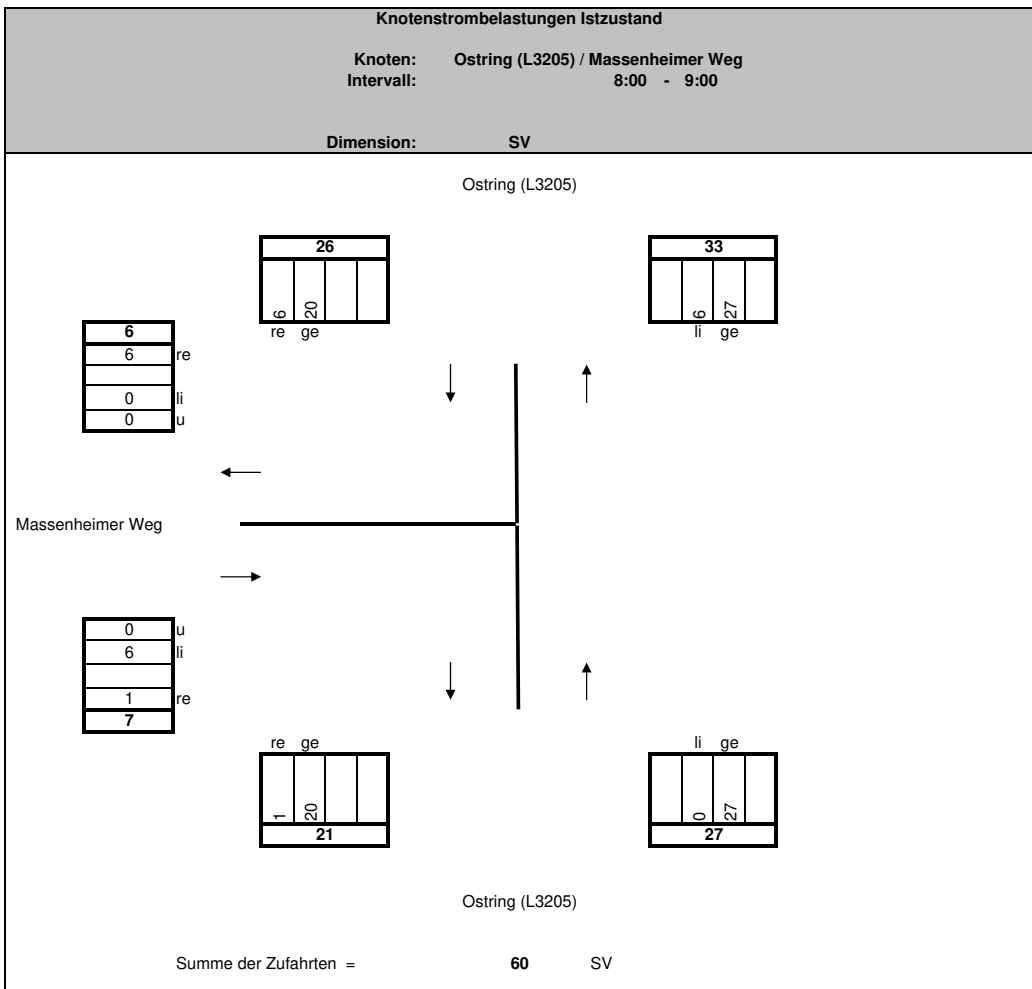 Knotenstrombelastungen Istzustand
Knoten: Ostring (L3205) / Massenheimer Weg
Intervall: 8:00 - 9:00
Dimension: SV
Ostring (L3205)
26 33
6 20 6 27
re ge li ge
6
6 re
0 li
0 u
Massenheimer Weg
0 u
6 li
1 re
7
re ge li ge
1 20 0 27
21 27
Ostring (L3205)
Summe der Zufahrten = 60 SV